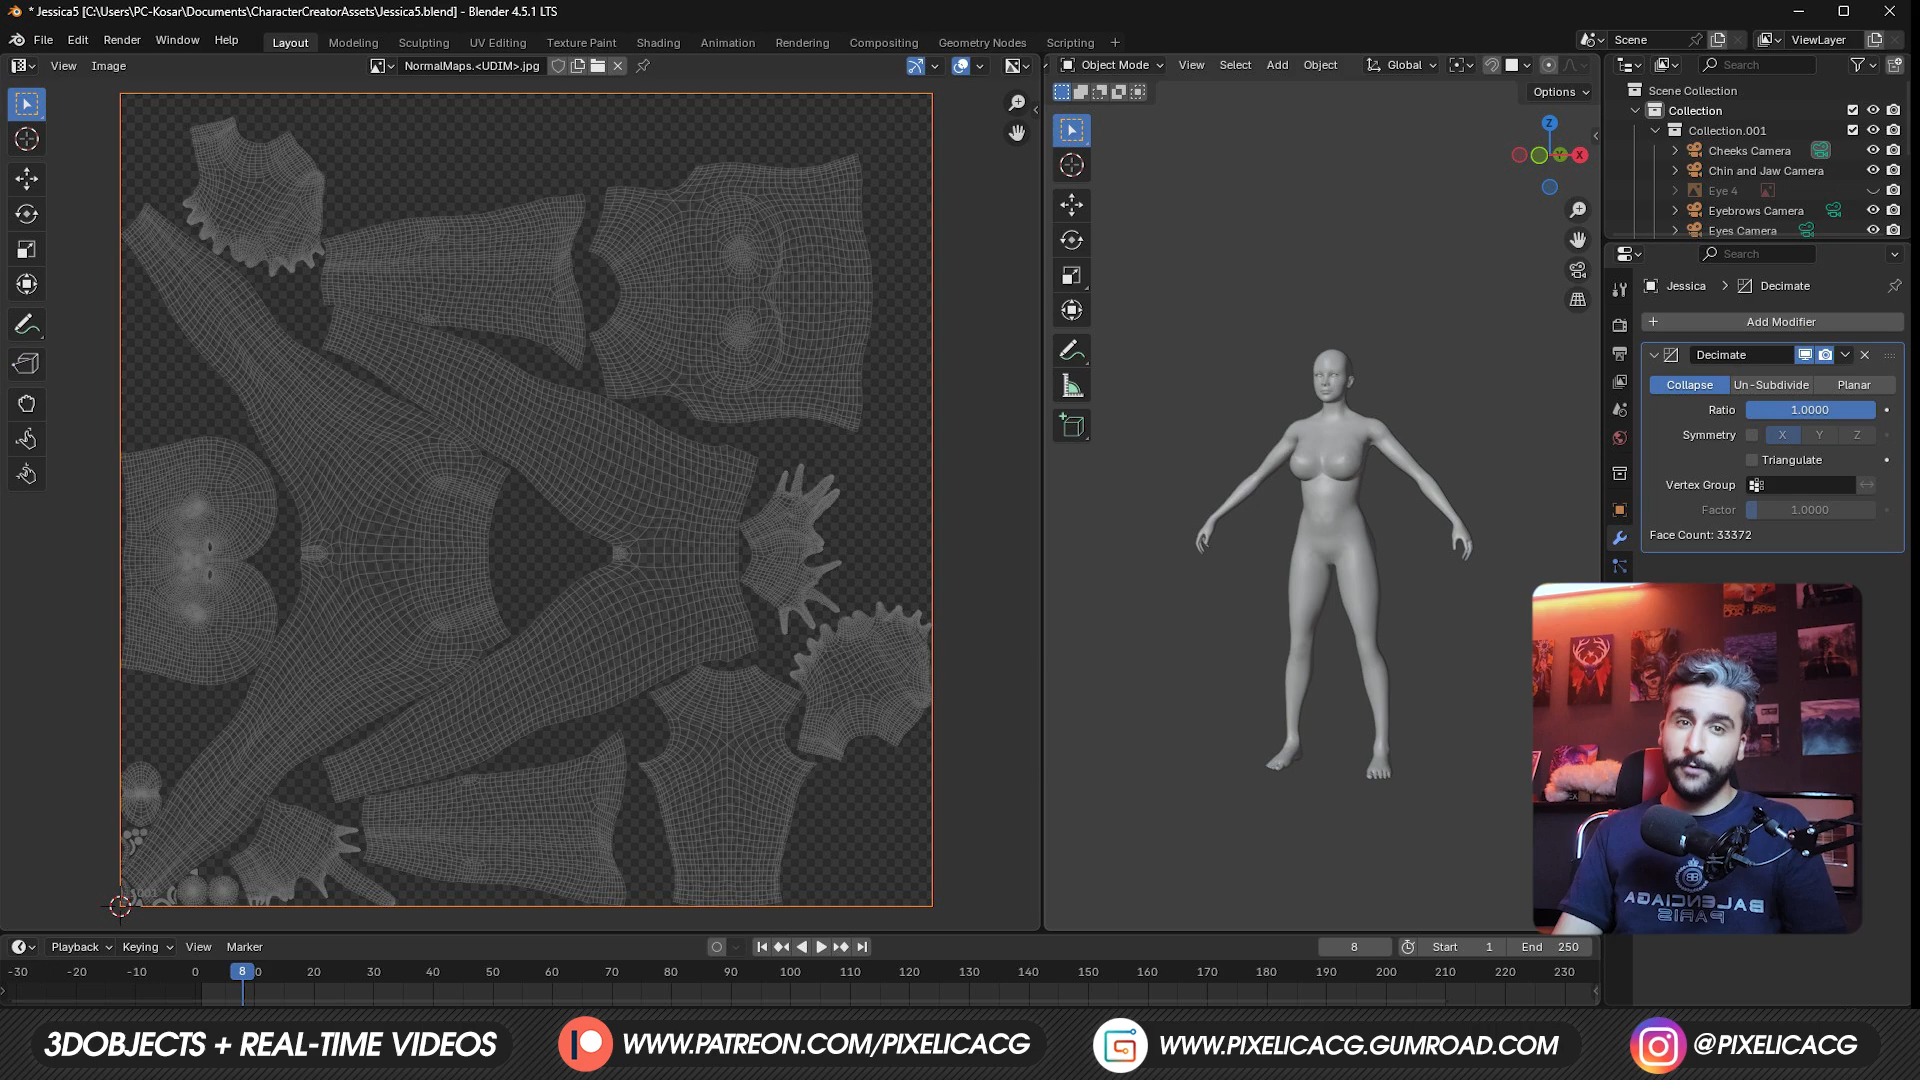 * Jessica5 [C:\Users\PC-Kosar\Documents\CharacterCreatorAssets\Jessica5.blend] - Blender 4.5.1 LTS
File Edit Render Window Help Layout Modeling Sculpting UV Editing Texture Paint Shading Animation Rendering Compositing Geometry Nodes Scripting + Scene ViewLayer
View Image NormalMaps.<UDIM>.jpg Object Mode View Select Add Object Global Search
Options
Scene Collection
Collection
Collection.001
Cheeks Camera
Chin and Jaw Camera
Eye 4
Eyebrows Camera
Eyes Camera
Z
Y
X
Search
Jessica > Decimate
+ Add Modifier
Decimate
Collapse Un-Subdivide Planar
Ratio 1.0000
Symmetry X Y Z
Triangulate
Vertex Group
Factor 1.0000
Face Count: 33372
BALENCIAGA
PARIS
Playback Keying View Marker 8 Start 1 End 250
-30 -20 -10 0 8 20 30 40 50 60 70 80 90 100 110 120 130 140 150 160 170 180 190 200 210 220 230
3DOBJECTS + REAL-TIME VIDEOS WWW.PATREON.COM/PIXELICACG WWW.PIXELICACG.GUMROAD.COM @PIXELICACG